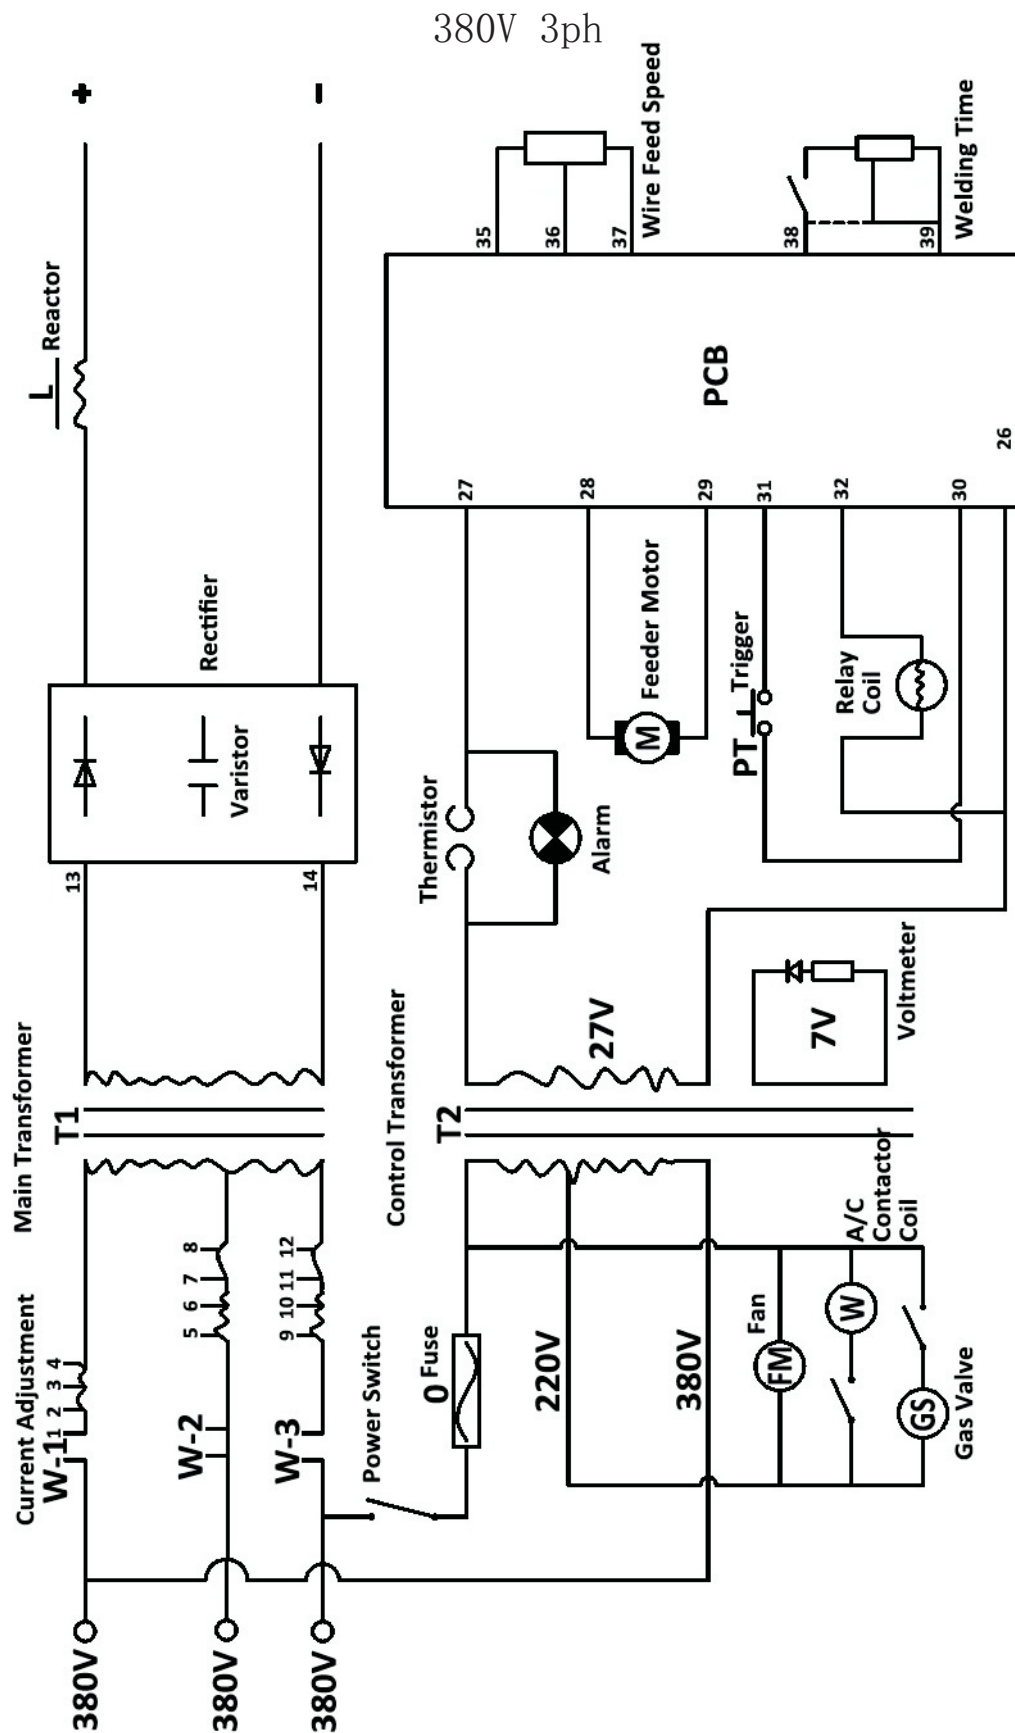 380V 3ph
+
-
L
Reactor
Rectifier
Varistor
13
14
Main Transformer
T1
Current Adjustment
W-1
1
2
3
4
W-2
5
6
7
8
W-3
9
10
11
12
380V
380V
380V
Power Switch
Control Transformer
T2
0
Fuse
220V
380V
27V
Thermistor
Alarm
M
Feeder Motor
PT
Trigger
Relay
Coil
7V
Voltmeter
FM
Fan
W
A/C
Contactor
Coil
GS
Gas Valve
PCB
27
28
29
31
32
30
26
35
36
37
Wire Feed Speed
38
39
Welding Time